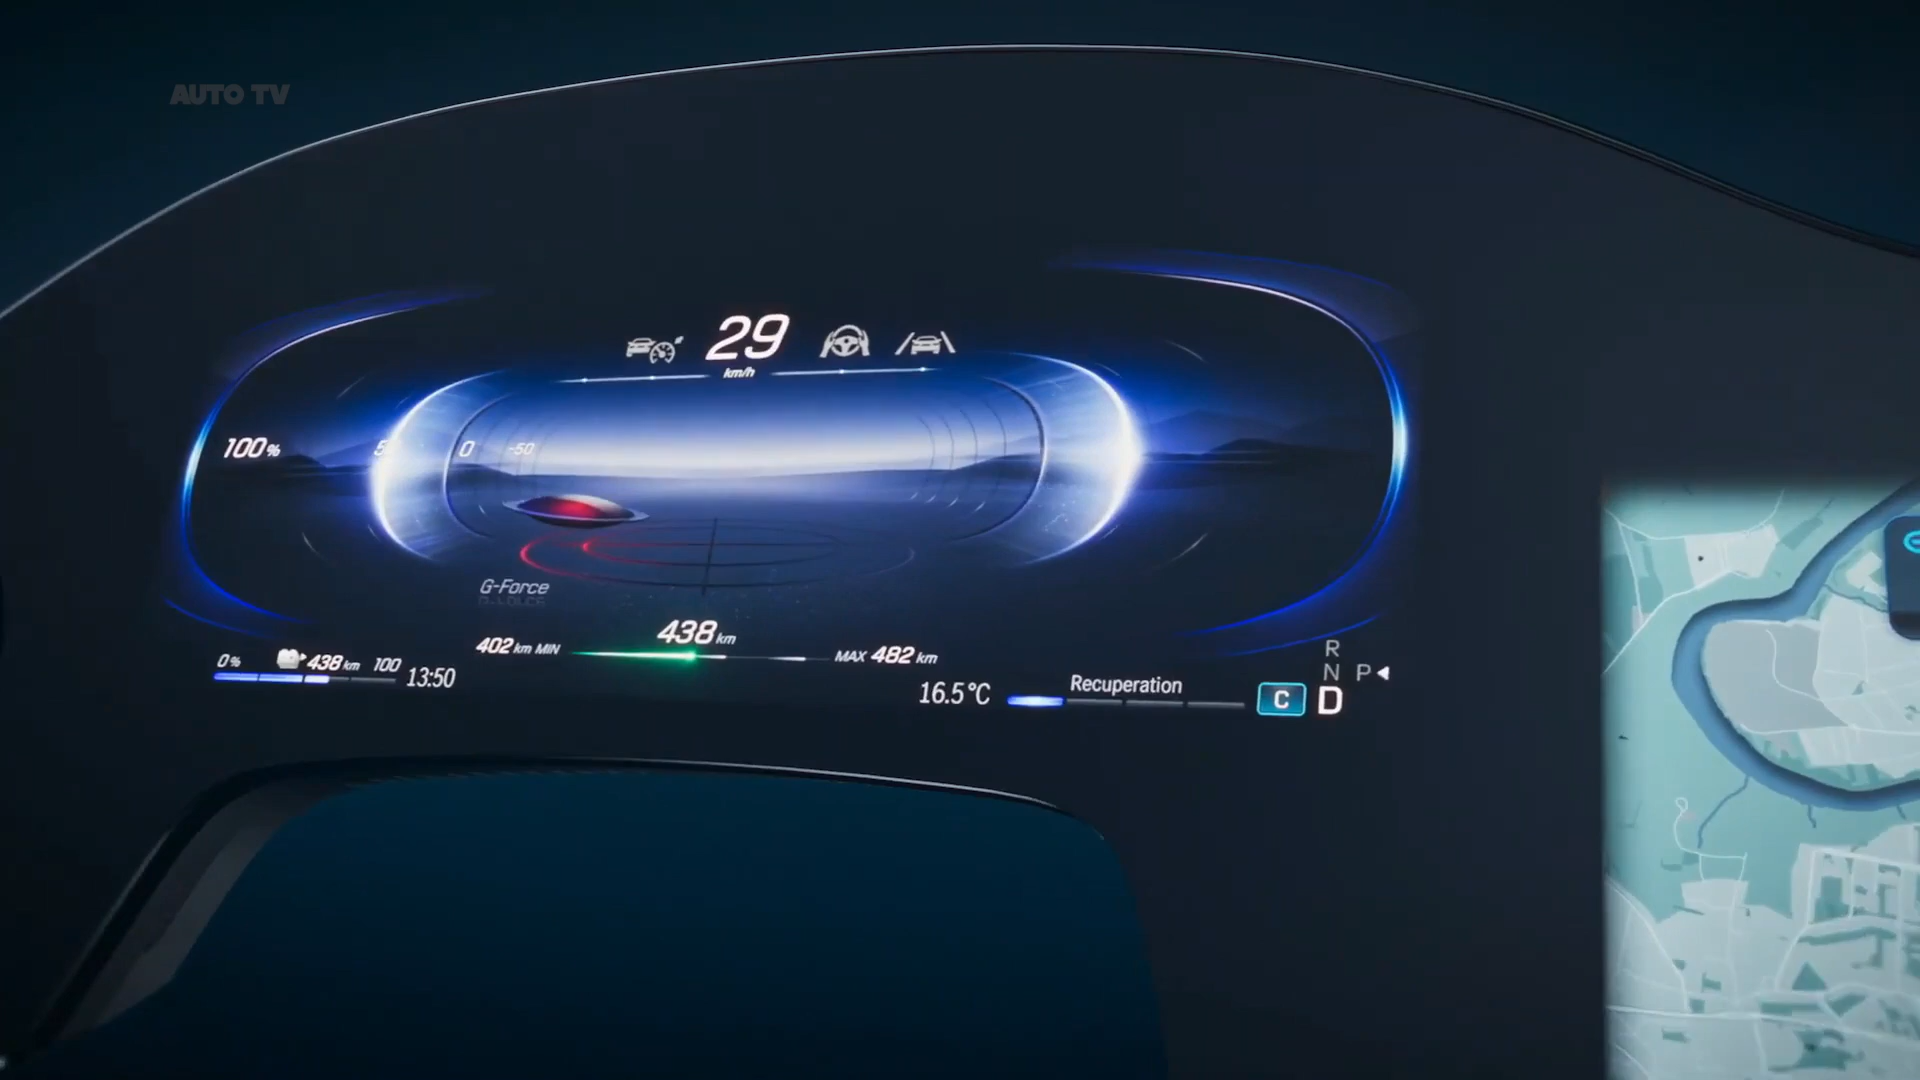 AUTO TV
29
km/h
100 %
0
-50
G-Force
438 km
402 km MIN
MAX 482 km
0 %
438 km
100
13:50
16.5 °C
Recuperation
C
R
N
P
D